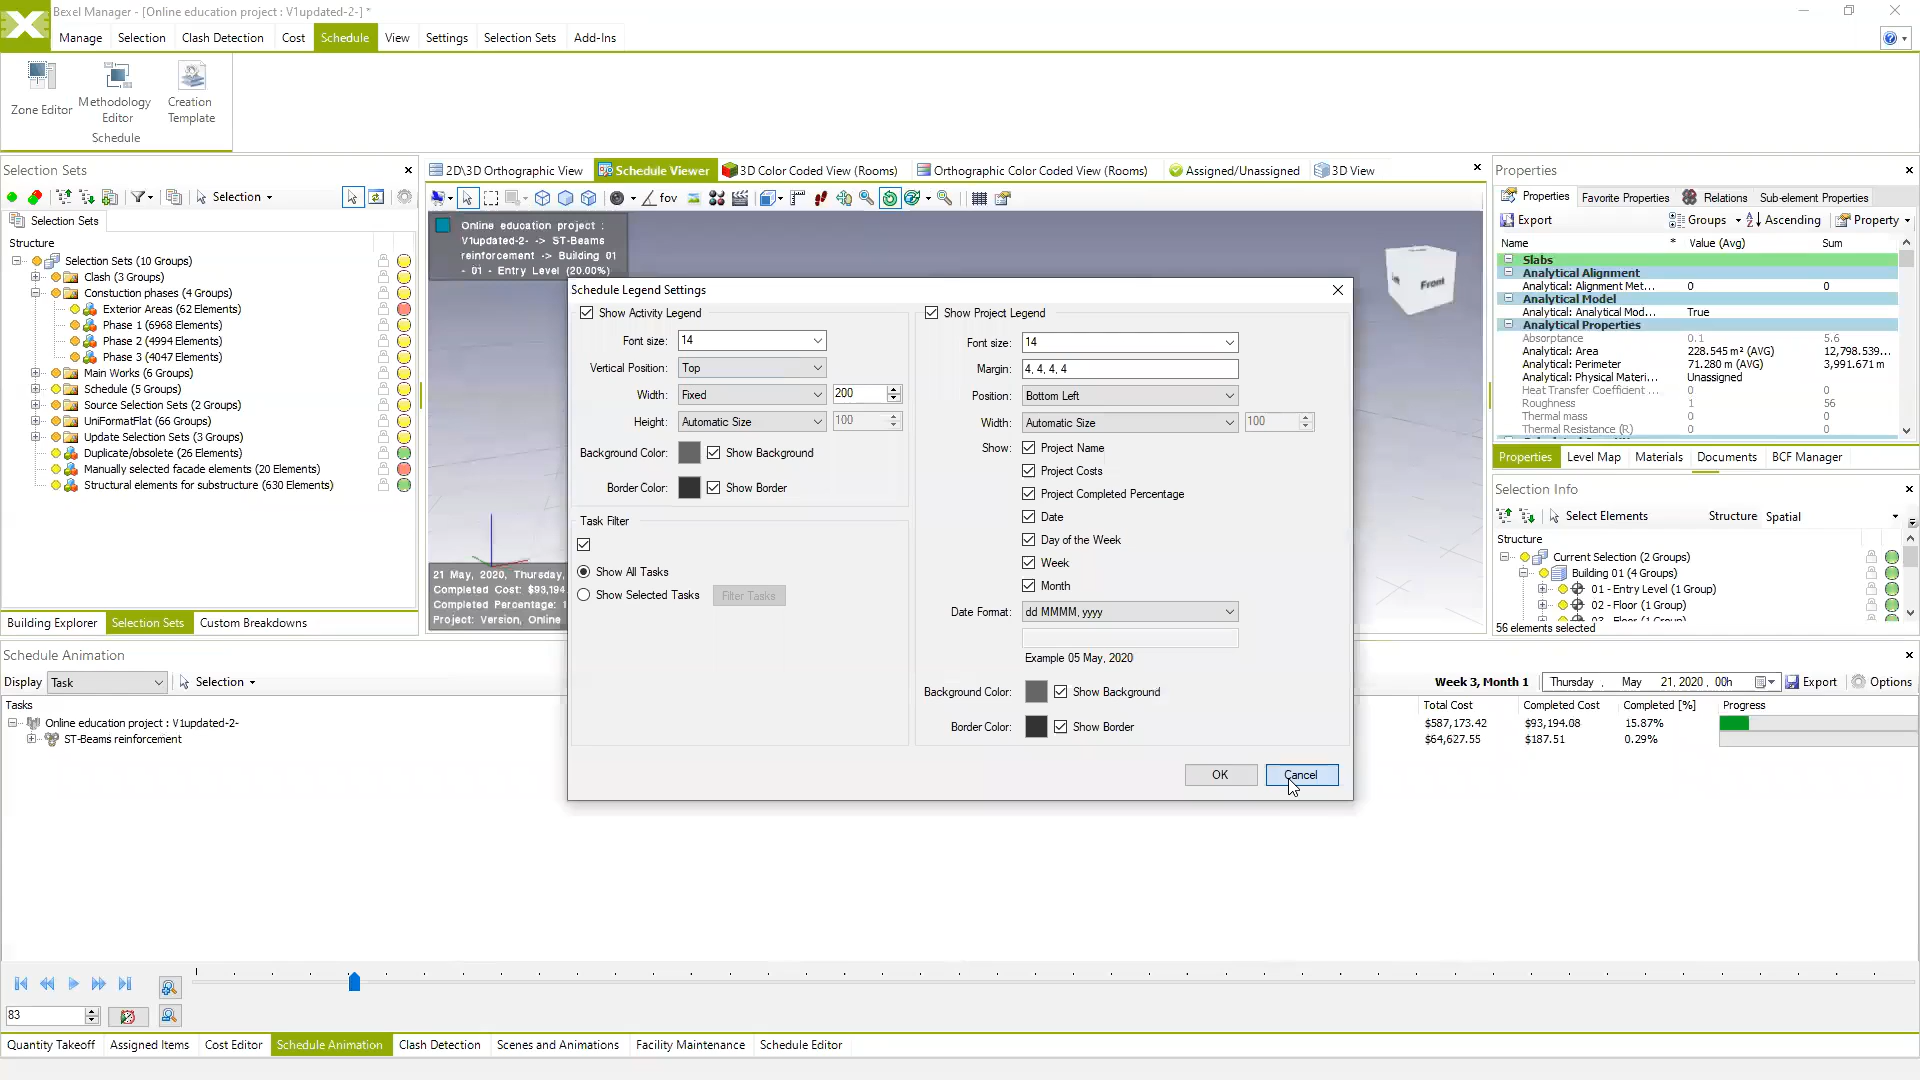 Bexel Manager - [Online education project : V1updated-2-] *
Manage Selection Clash Detection Cost Schedule View Settings Selection Sets Add-Ins
Zone Editor
Methodology
Editor
Creation
Template
Schedule
Selection Sets
Selection
Selection Sets
Structure
Selection Sets (10 Groups)
Clash (3 Groups)
Constuction phases (4 Groups)
Exterior Areas (62 Elements)
Phase 1 (6968 Elements)
Phase 2 (4994 Elements)
Phase 3 (4047 Elements)
Main Works (6 Groups)
Schedule (5 Groups)
Source Selection Sets (2 Groups)
UniFormatFlat (66 Groups)
Update Selection Sets (3 Groups)
Duplicate/obsolete (26 Elements)
Manually selected facade elements (20 Elements)
Structural elements for substructure (630 Elements)
Building Explorer Selection Sets Custom Breakdowns
2D\3D Orthographic View Schedule Viewer 3D Color Coded View (Rooms) Orthographic Color Coded View (Rooms) Assigned/Unassigned 3D View
fov
Online education project :
V1updated-2- -> ST-Beams
reinforcement -> Building 01
- 01 - Entry Level (20.00%)
Front
21 May, 2020, Thursday,
Completed Cost: $93,194
Completed Percentage: 1
Project: Version, Online
Schedule Legend Settings
Show Activity Legend
Font size: 14
Vertical Position: Top
Width: Fixed 200
Height: Automatic Size 100
Background Color: Show Background
Border Color: Show Border
Task Filter
Show All Tasks
Show Selected Tasks Filter Tasks
Show Project Legend
Font size: 14
Margin: 4, 4, 4, 4
Position: Bottom Left
Width: Automatic Size 100
Show: Project Name
Project Costs
Project Completed Percentage
Date
Day of the Week
Week
Month
Date Format: dd MMMM, yyyy
Example 05 May, 2020
Background Color: Show Background
Border Color: Show Border
OK Cancel
Properties
Properties Favorite Properties Relations Sub-element Properties
Export Groups Ascending Property
Name * Value (Avg) Sum
Slabs
Analytical Alignment
Analytical: Alignment Met... 0 0
Analytical Model
Analytical: Analytical Mod... True
Analytical Properties
Absorptance 0.1 5.6
Analytical: Area 228.545 m² (AVG) 12,798.539...
Analytical: Perimeter 71.280 m (AVG) 3,991.671 m
Analytical: Physical Materi... Unassigned
Heat Transfer Coefficient ... 0 0
Roughness 1 56
Thermal mass 0 0
Thermal Resistance (R) 0 0
Properties Level Map Materials Documents BCF Manager
Selection Info
Select Elements Structure Spatial
Structure
Current Selection (2 Groups)
Building 01 (4 Groups)
01 - Entry Level (1 Group)
02 - Floor (1 Group)
03 - Floor (1 Group)
56 elements selected
Schedule Animation
Display Task Selection
Week 3, Month 1 Thursday , May 21, 2020 , 00h Export Options
Tasks Total Cost Completed Cost Completed [%] Progress
Online education project : V1updated-2- $587,173.42 $93,194.08 15.87%
ST-Beams reinforcement $64,627.55 $187.51 0.29%
83
Quantity Takeoff Assigned Items Cost Editor Schedule Animation Clash Detection Scenes and Animations Facility Maintenance Schedule Editor